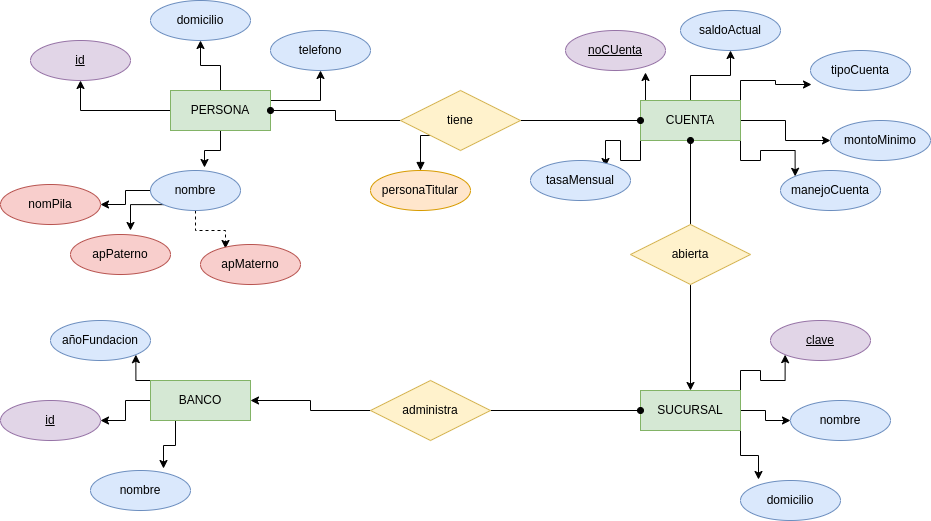 domicilio
saldoActual
id
telefono
noCUenta
tipoCuenta
PERSONA
tiene
CUENTA
montoMinimo
tasaMensual
nombre
personaTitular
manejoCuenta
nomPila
apPaterno
apMaterno
abierta
añoFundacion
clave
BANCO
administra
SUCURSAL
id
nombre
nombre
domicilio